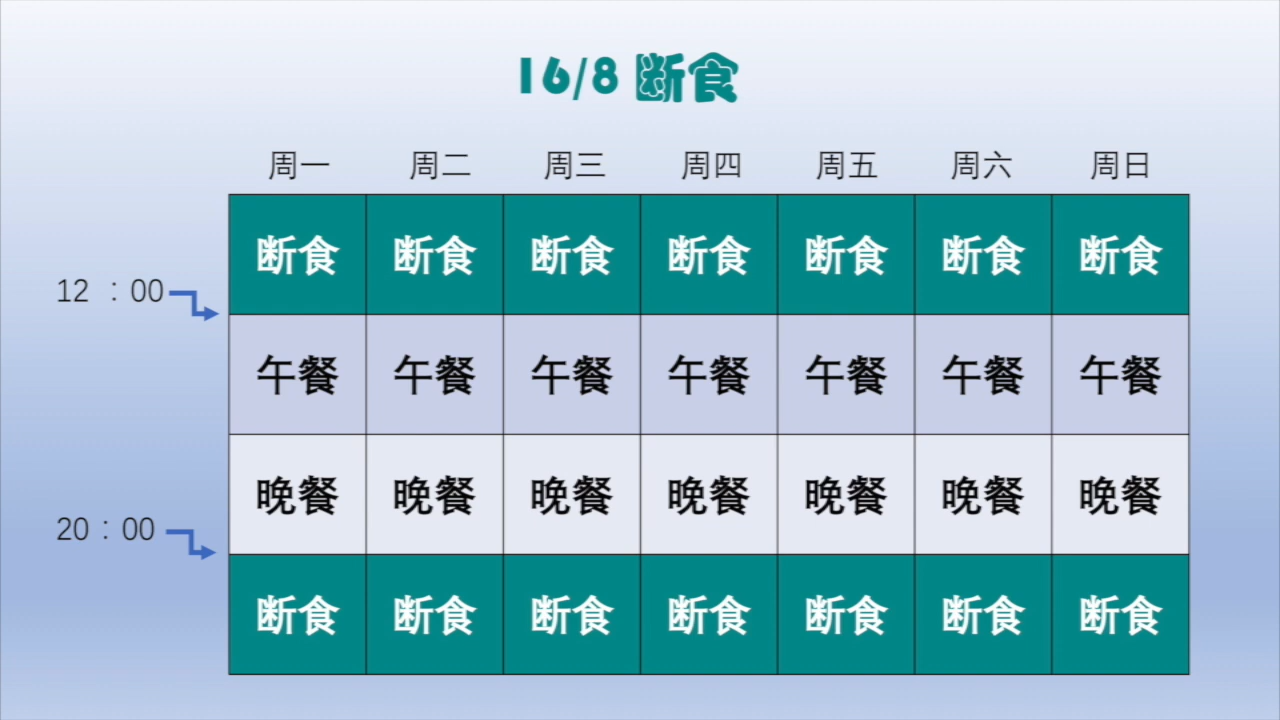 16/8 断食
周一 周二 周三 周四 周五 周六 周日
断食 断食 断食 断食 断食 断食 断食
12 ：00
午餐 午餐 午餐 午餐 午餐 午餐 午餐
晚餐 晚餐 晚餐 晚餐 晚餐 晚餐 晚餐
20：00
断食 断食 断食 断食 断食 断食 断食